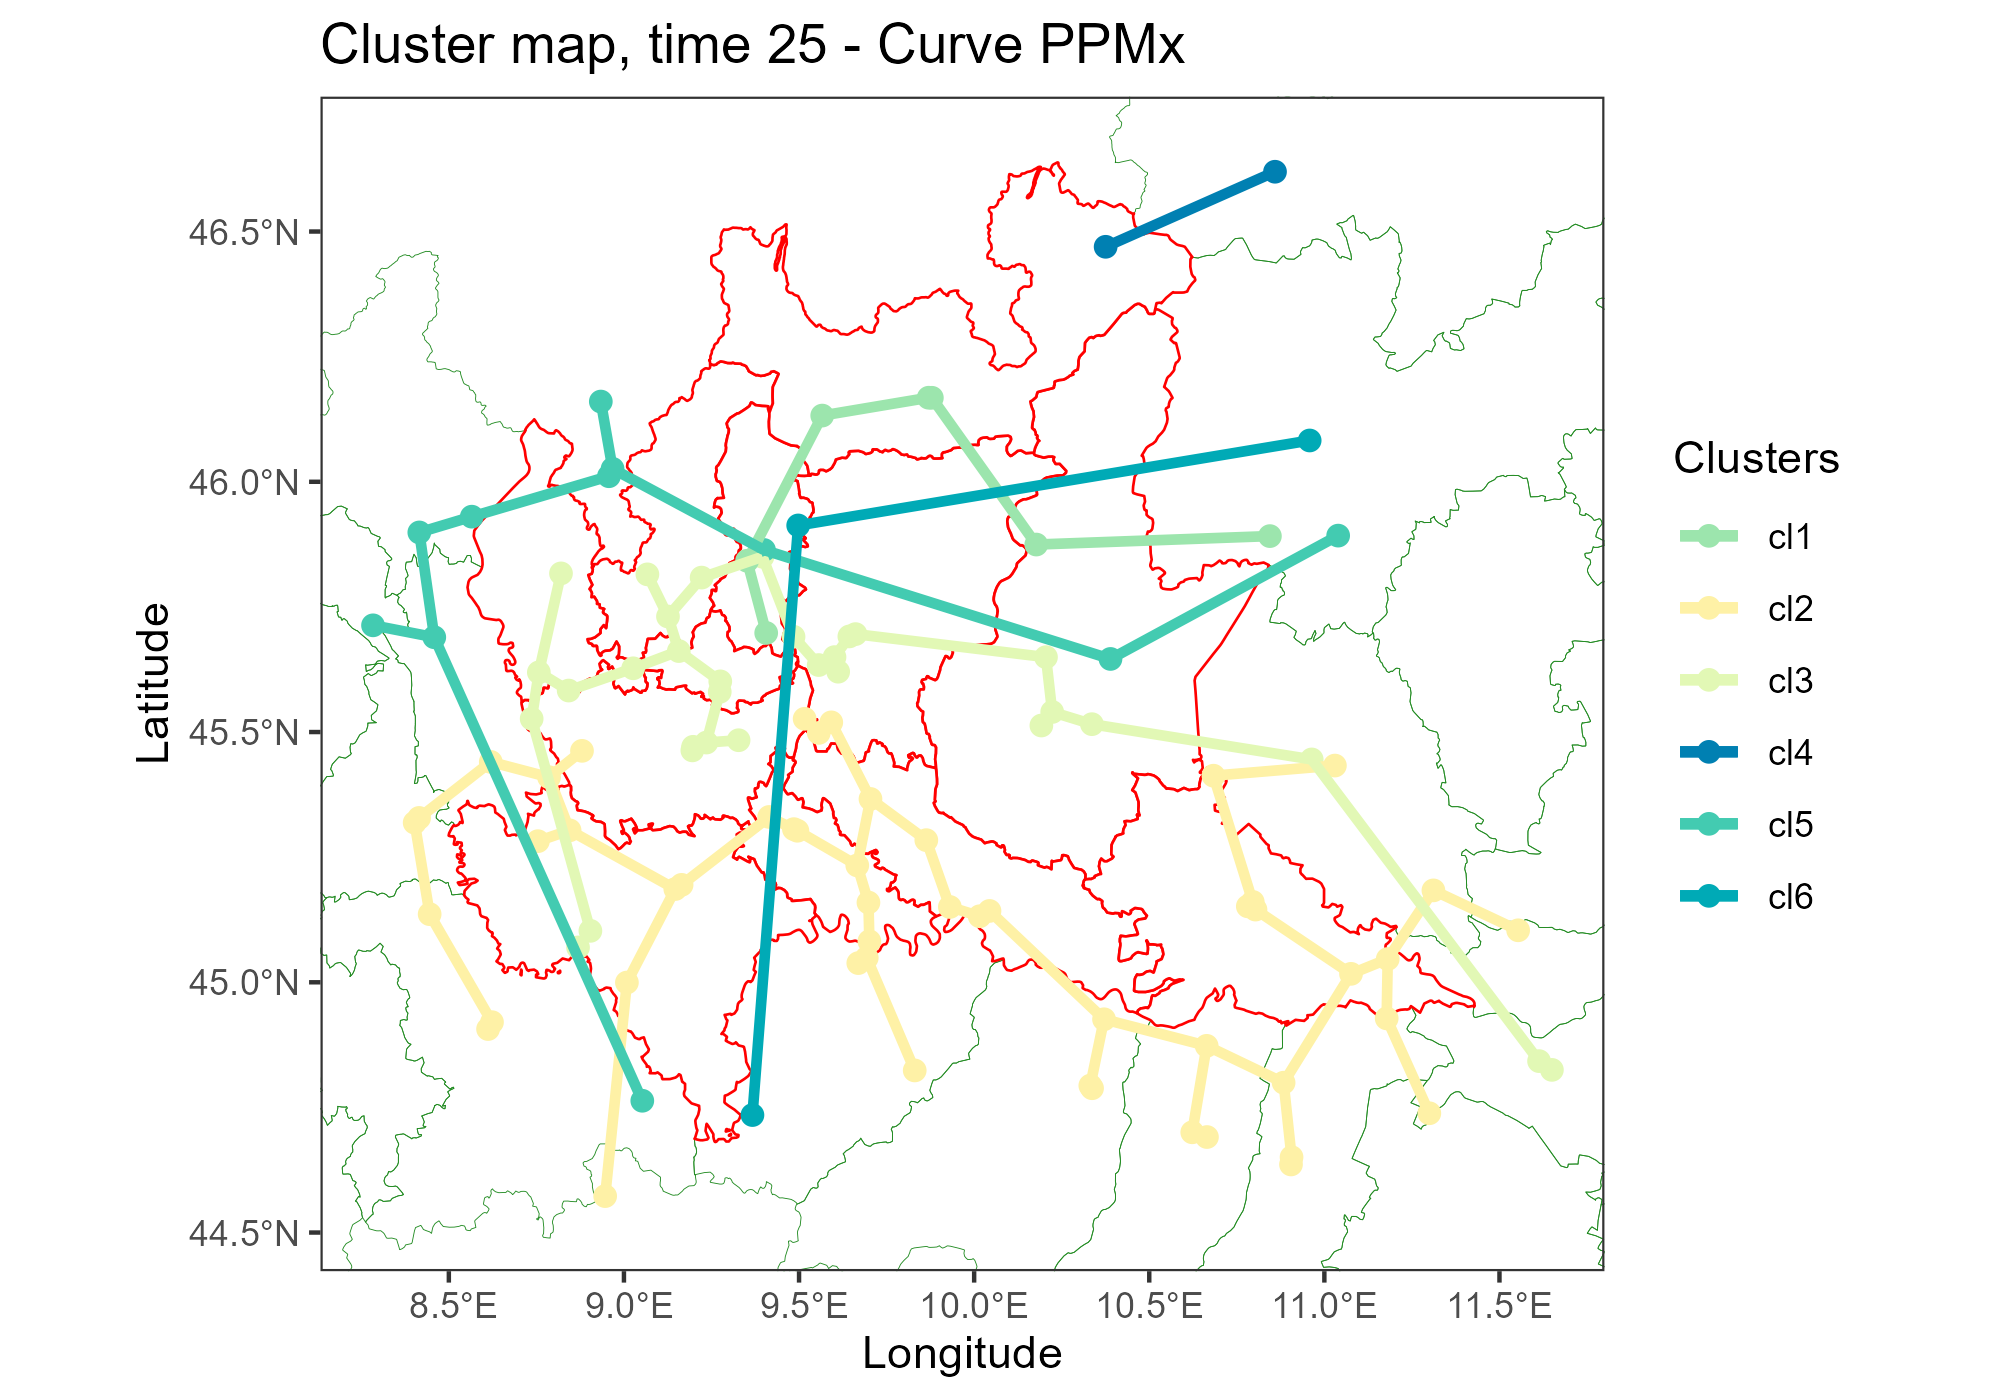 Cluster map, time 25 - Curve PPMx
46.5°N
46.0°N
45.5°N
45.0°N
44.5°N
Latitude
8.5°E
9.0°E
9.5°E
10.0°E
10.5°E
11.0°E
11.5°E
Longitude
Clusters
cl1
cl2
cl3
cl4
cl5
cl6